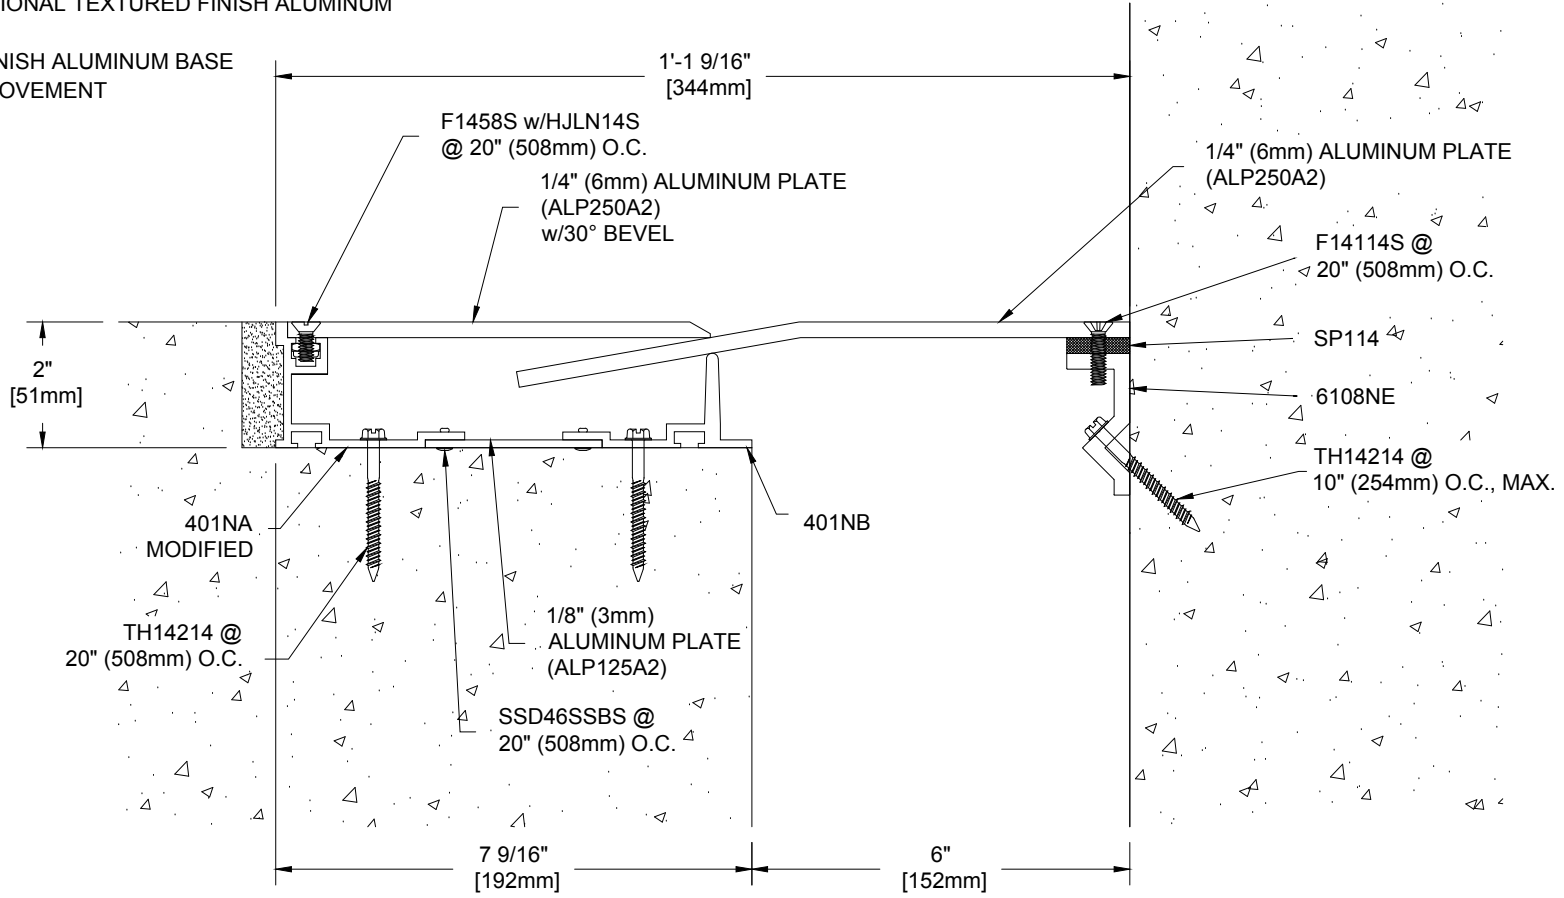 IONAL TEXTURED FINISH ALUMINUM
NISH ALUMINUM BASE
OVEMENT
1'-1 9/16"
[344mm]
F1458S w/HJLN14S
@ 20" (508mm) O.C.
1/4" (6mm) ALUMINUM PLATE
(ALP250A2)
w/30° BEVEL
1/4" (6mm) ALUMINUM PLATE
(ALP250A2)
F14114S @
20" (508mm) O.C.
SP114
6108NE
TH14214 @
10" (254mm) O.C., MAX.
2"
[51mm]
401NA
MODIFIED
401NB
TH14214 @
20" (508mm) O.C.
1/8" (3mm)
ALUMINUM PLATE
(ALP125A2)
SSD46SSBS @
20" (508mm) O.C.
7 9/16"
[192mm]
6"
[152mm]